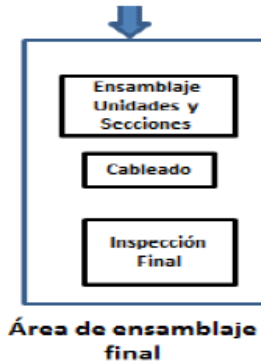 Ensamblaje
Unidades y
Secciones
Cableado
Inspección
Final
Área de ensamblaje
final